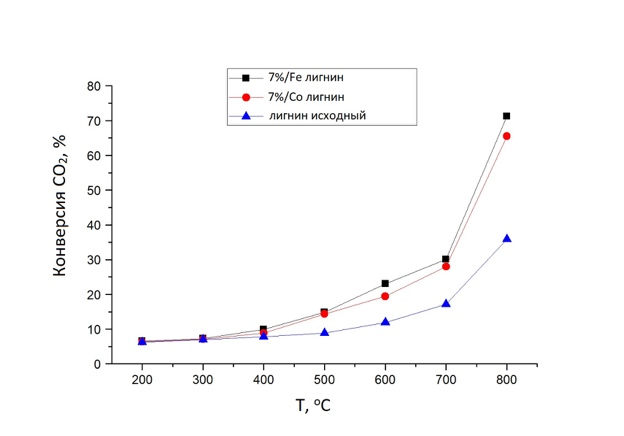 7%/Fe лигнин
7%/Co лигнин
лигнин исходный
Конверсия CO₂, %
80
70
60
50
40
30
20
10
0
200 300 400 500 600 700 800
T, °C